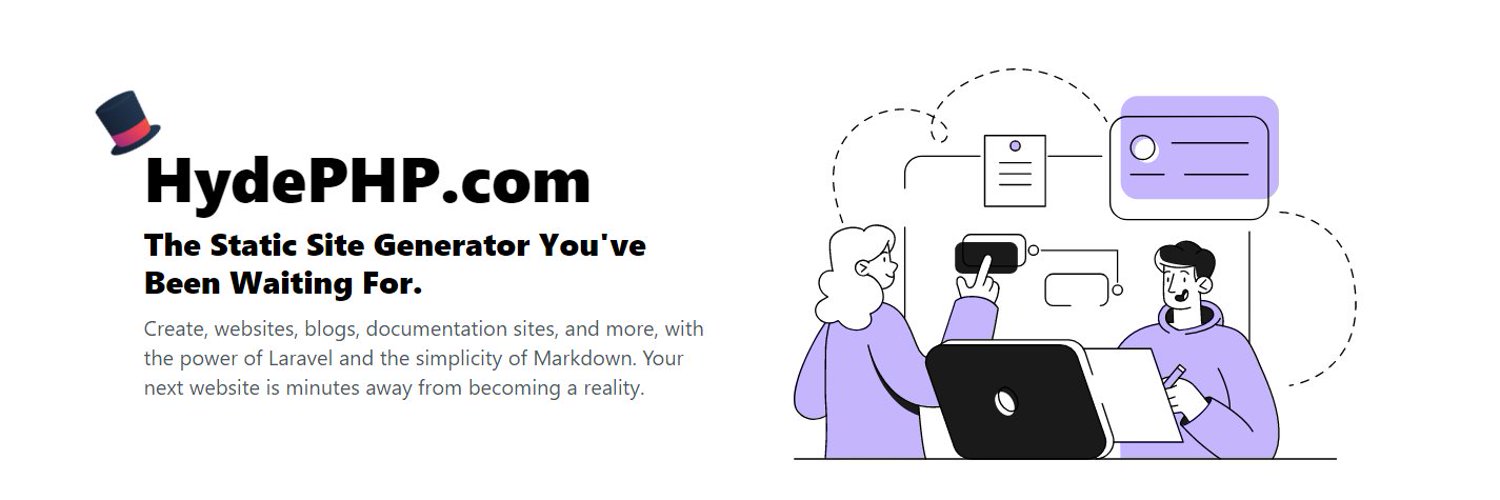 HydePHP.com
The Static Site Generator You've
Been Waiting For.
Create, websites, blogs, documentation sites, and more, with
the power of Laravel and the simplicity of Markdown. Your
next website is minutes away from becoming a reality.